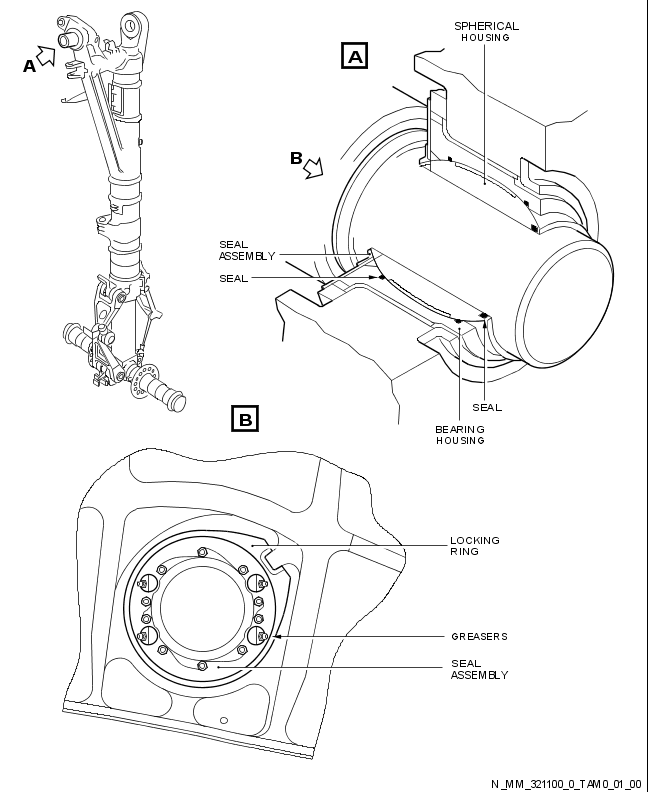 A
A
SPHERICAL
HOUSING
B
SEAL
ASSEMBLY
SEAL
SEAL
BEARING
HOUSING
B
LOCKING
RING
GREASERS
SEAL
ASSEMBLY
N_MM_321100_0_TAM0_01_00